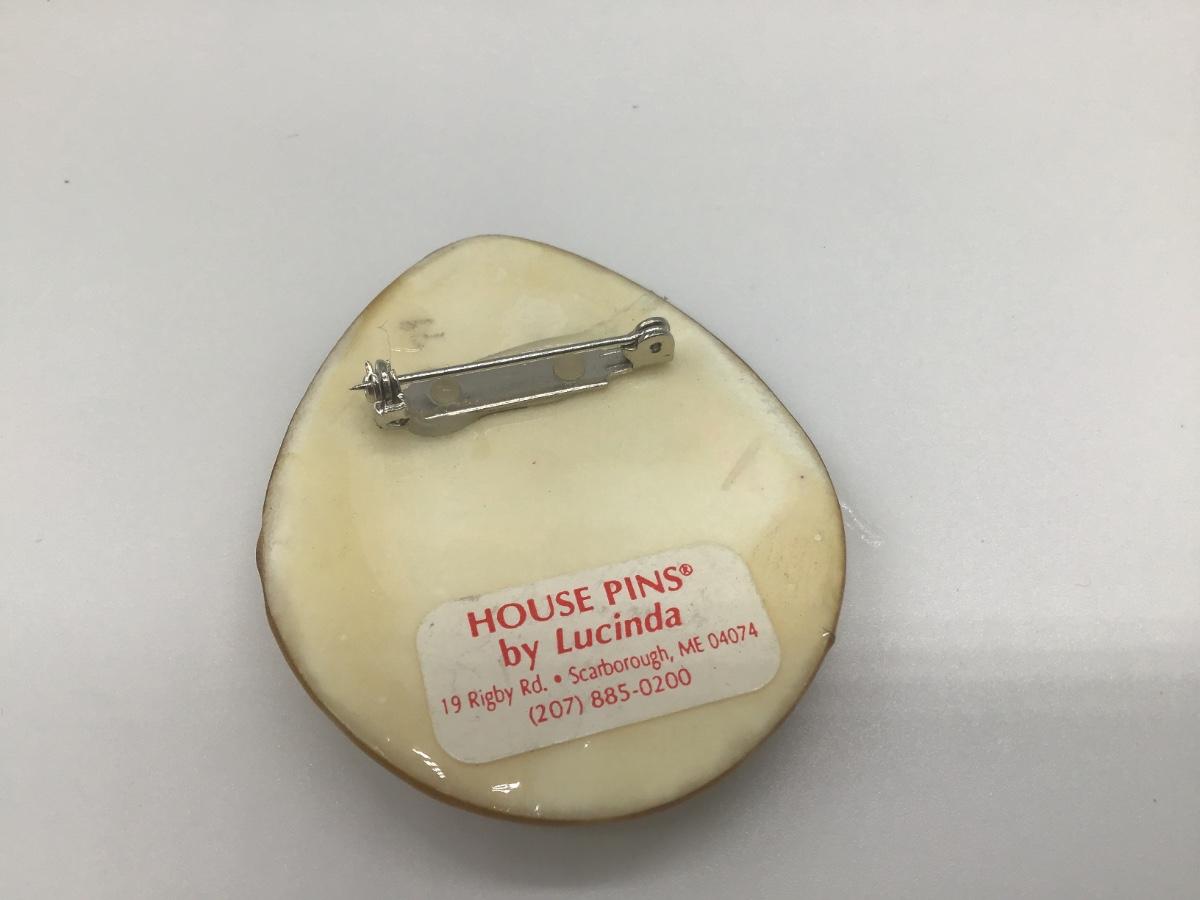 HOUSE PINS®
by Lucinda
19 Rigby Rd. • Scarborough, ME 04074
(207) 885-0200